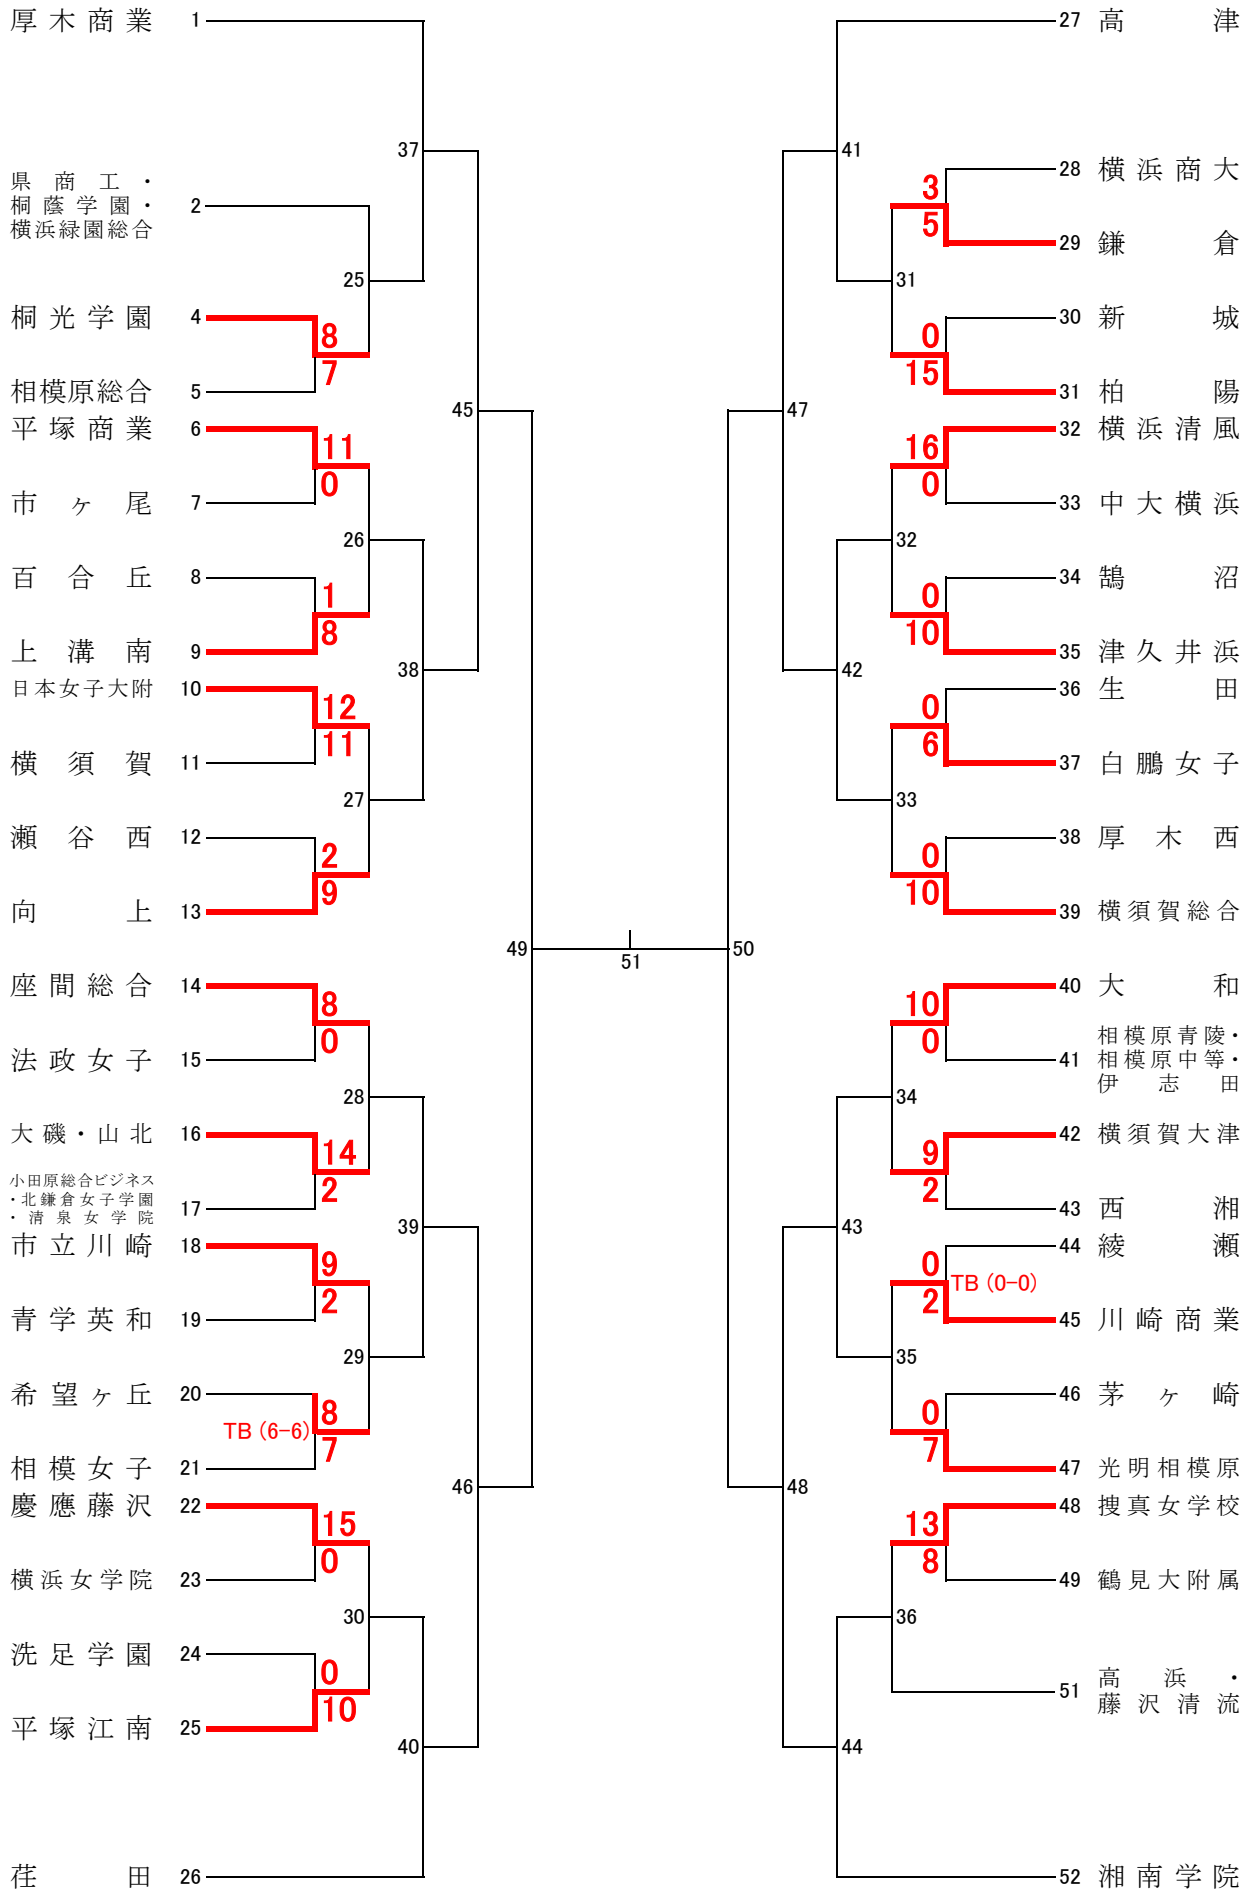 厚木商業 1
37
県商工・
桐蔭学園・
横浜緑園総合
2
25
桐光学園 4
8
7
相模原総合 5
45
平塚商業 6
11
0
市ヶ尾 7
26
百合丘 8
1
8
上溝南 9
38
日本女子大附 10
12
11
横須賀 11
27
瀬谷西 12
2
9
向上 13
49
座間総合 14
8
0
法政女子 15
28
大磯・山北 16
14
2
小田原総合ビジネス
・北鎌倉女子学園
・清泉女学院
17
39
市立川崎 18
9
2
青学英和 19
29
希望ヶ丘 20
8
TB (6-6)
7
相模女子 21
46
慶應藤沢 22
15
0
横浜女学院 23
30
洗足学園 24
0
10
平塚江南 25
40
荏田 26
51
27 高津
41
28 横浜商大
3
5
29 鎌倉
31
30 新城
0
15
31 柏陽
47
32 横浜清風
16
0
33 中大横浜
32
34 鵠沼
0
10
35 津久井浜
42
36 生田
0
6
37 白鵬女子
33
38 厚木西
0
10
39 横須賀総合
50
40 大和
10
0
相模原青陵・
41 相模原中等・
伊志田
34
42 横須賀大津
9
2
43 西湘
43
44 綾瀬
0
TB (0-0)
2
45 川崎商業
35
46 茅ヶ崎
0
7
47 光明相模原
48
48 捜真女学校
13
8
49 鶴見大附属
36
51 高浜・
藤沢清流
44
52 湘南学院